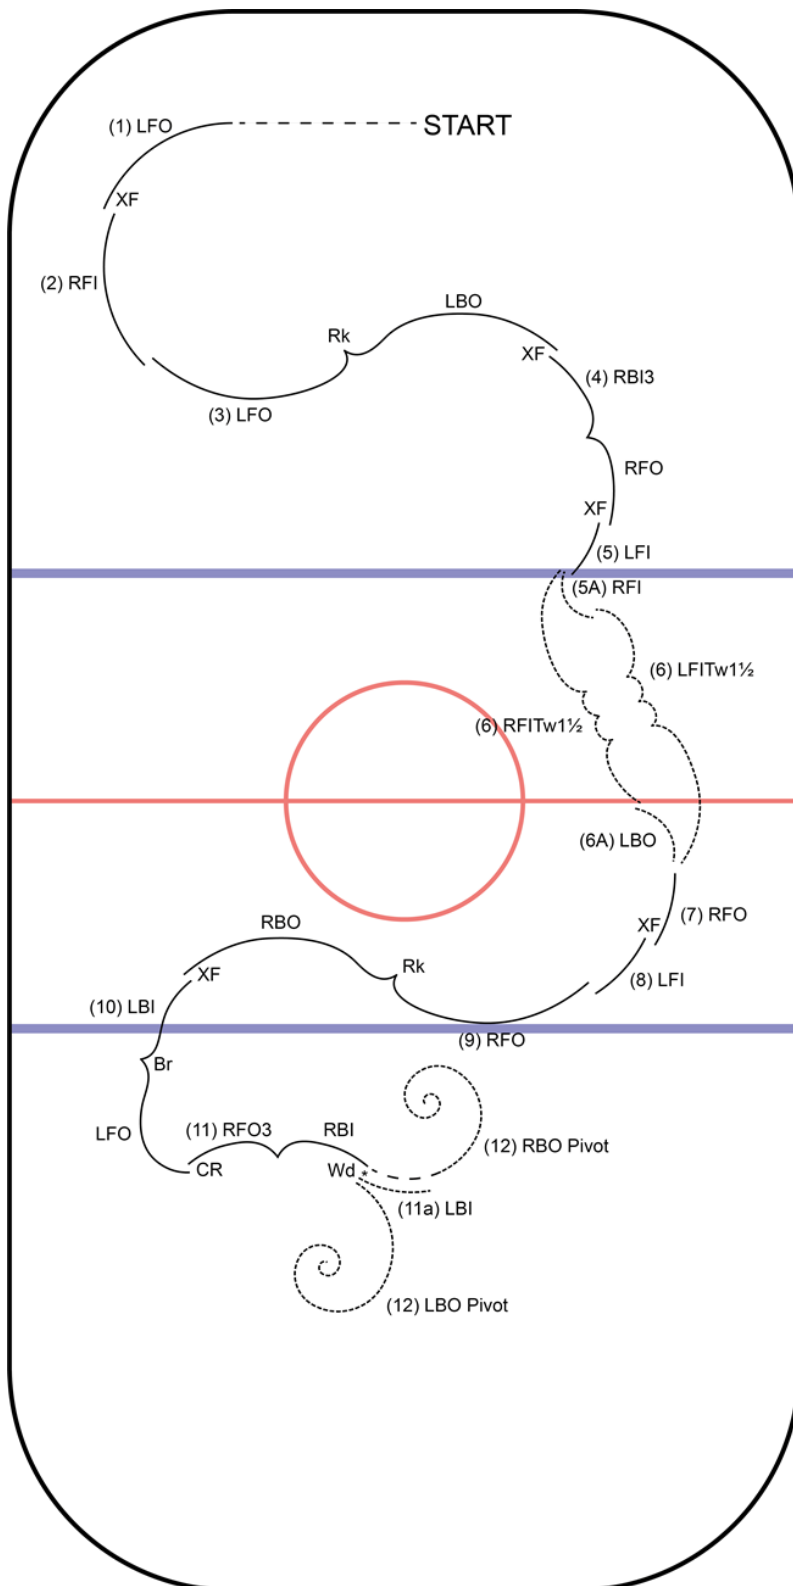 START
(1) LFO
XF
(2) RFI
LBO
Rk
XF
(4) RBI3
(3) LFO
RFO
XF
(5) LFI
(5A) RFI
(6) LFITw1½
(6) RFITw1½
(6A) LBO
(7) RFO
XF
(8) LFI
(9) RFO
Rk
RBO
XF
(10) LBI
Br
LFO
CR
(11) RFO3
RBI
Wd *
(11a) LBI
(12) RBO Pivot
(12) LBO Pivot